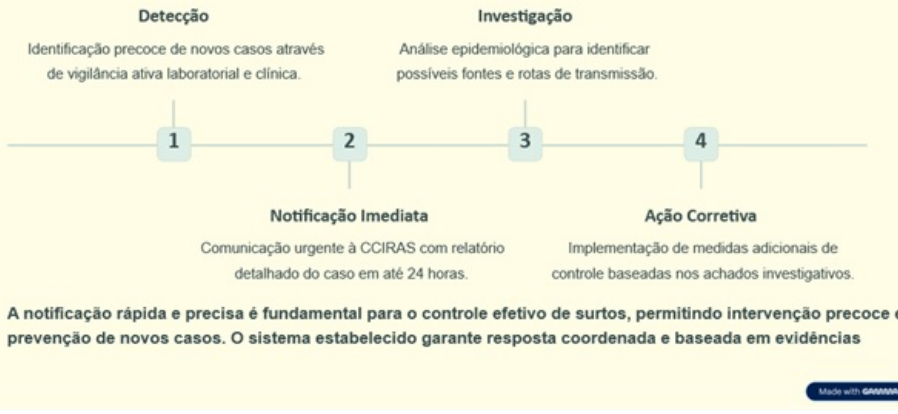 Detecção
Identificação precoce de novos casos através
de vigilância ativa laboratorial e clínica.
Investigação
Análise epidemiológica para identificar
possíveis fontes e rotas de transmissão.
1
2
3
4
Notificação Imediata
Comunicação urgente à CCIRAS com relatório
detalhado do caso em até 24 horas.
Ação Corretiva
Implementação de medidas adicionais de
controle baseadas nos achados investigativos.
A notificação rápida e precisa é fundamental para o controle efetivo de surtos, permitindo intervenção precoce e
prevenção de novos casos. O sistema estabelecido garante resposta coordenada e baseada em evidências
Made with GAMMA